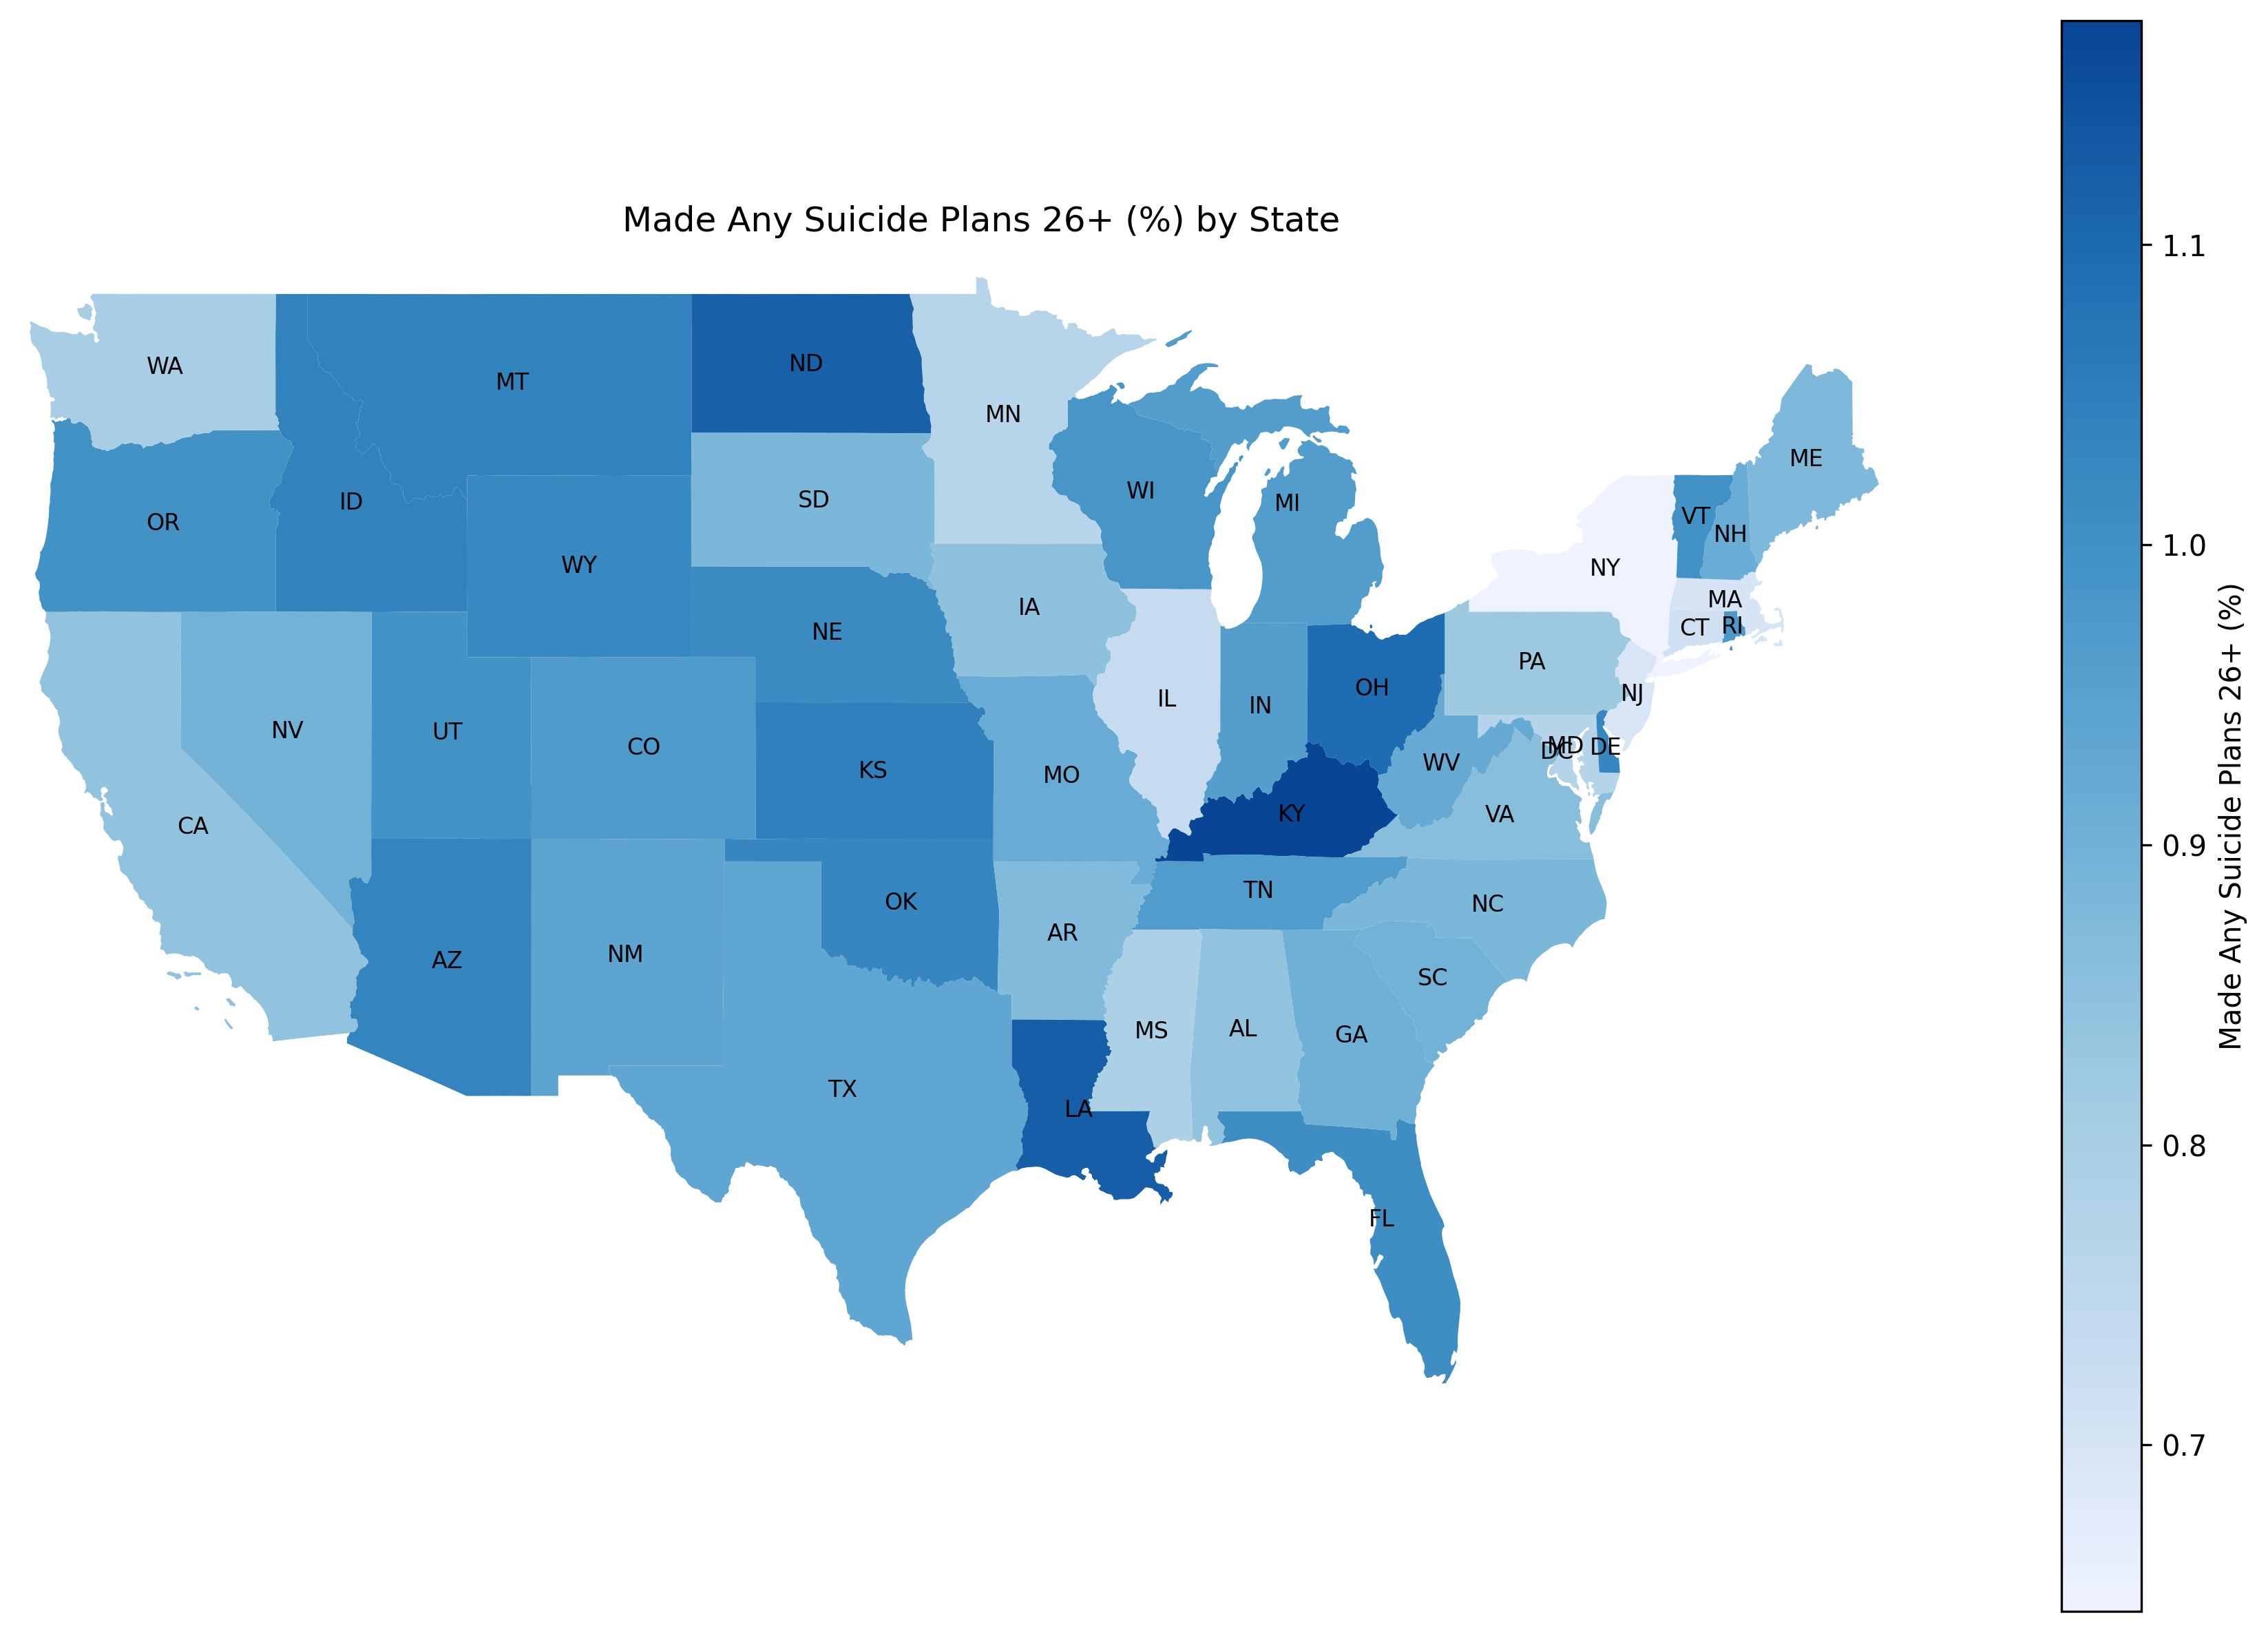 Made Any Suicide Plans 26+ (%) by State
WA
MT
ND
MN
OR
ID
WY
SD
WI
MI
ME
VT
NH
NY
MA
CT
RI
IA
NE
PA
NJ
OH
IL
IN
NV
UT
CO
KS
MO
WV
DC
MD
DE
VA
KY
CA
AZ
NM
OK
AR
TN
NC
SC
MS
AL
GA
TX
LA
FL
1.1
1.0
0.9
0.8
0.7
Made Any Suicide Plans 26+ (%)